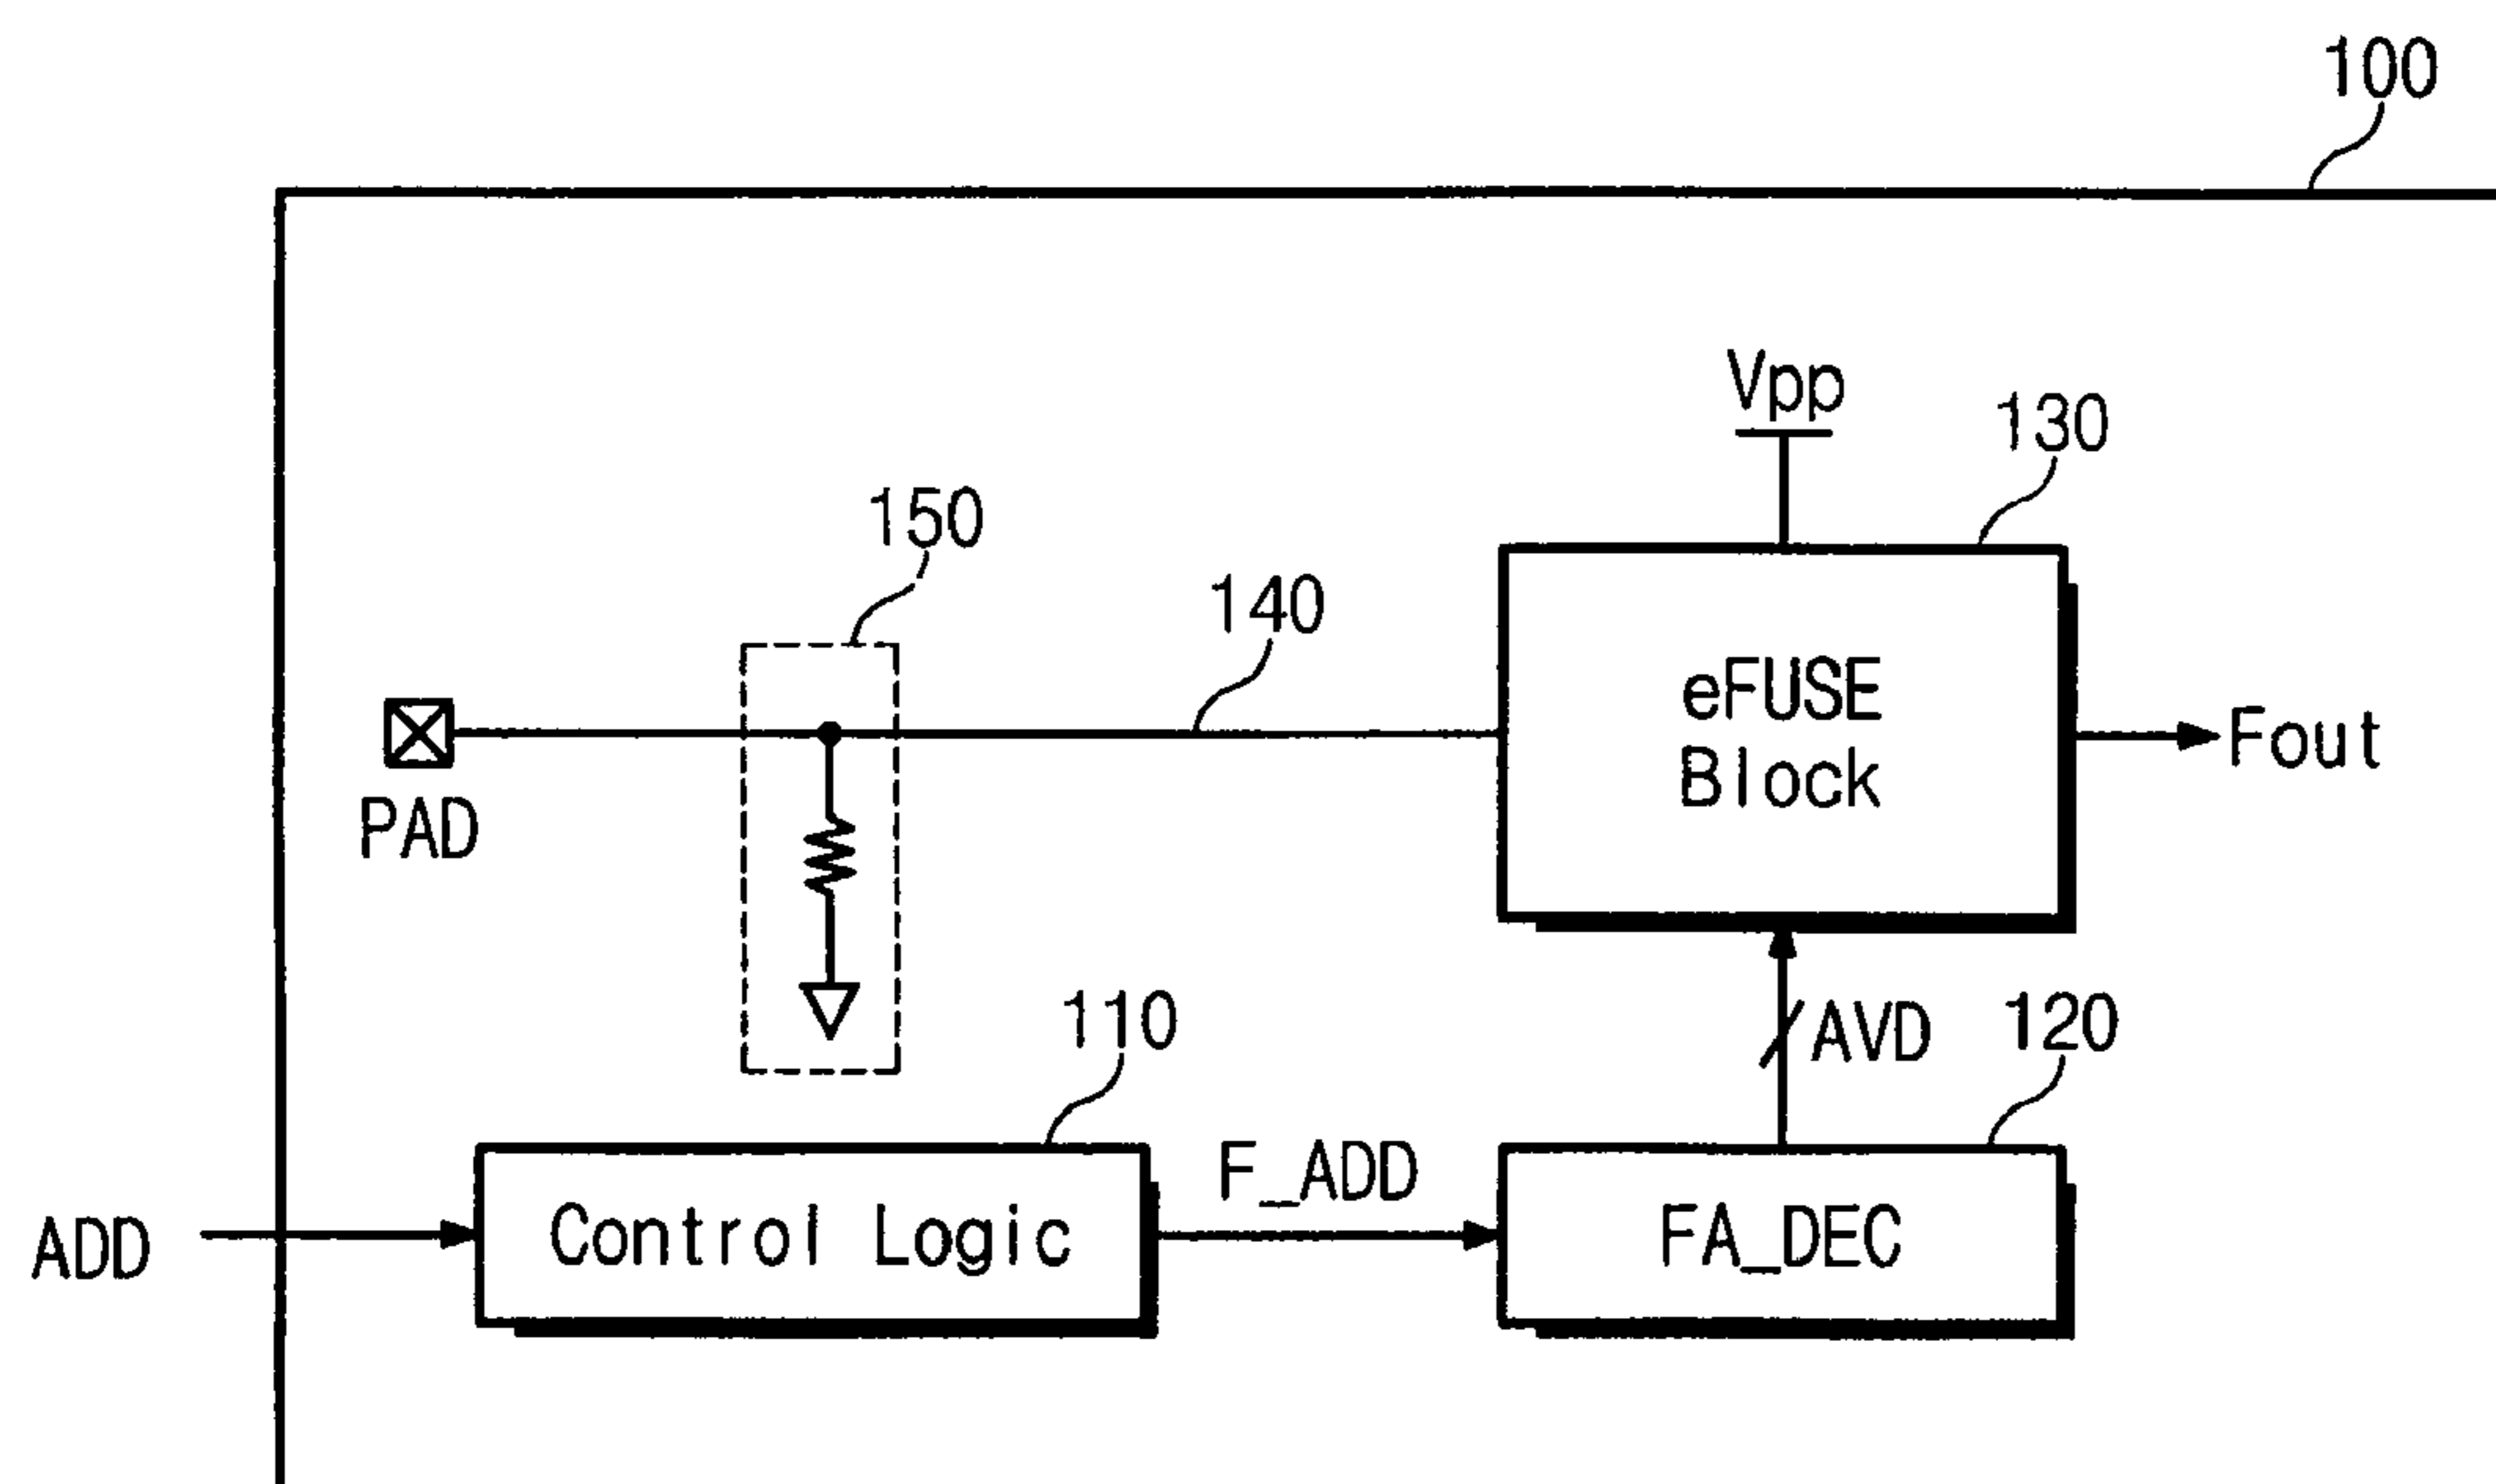 100
Vpp
130
150
140
eFUSE
Block
Fout
PAD
110
AVD
120
F_ADD
ADD
Control Logic
FA_DEC